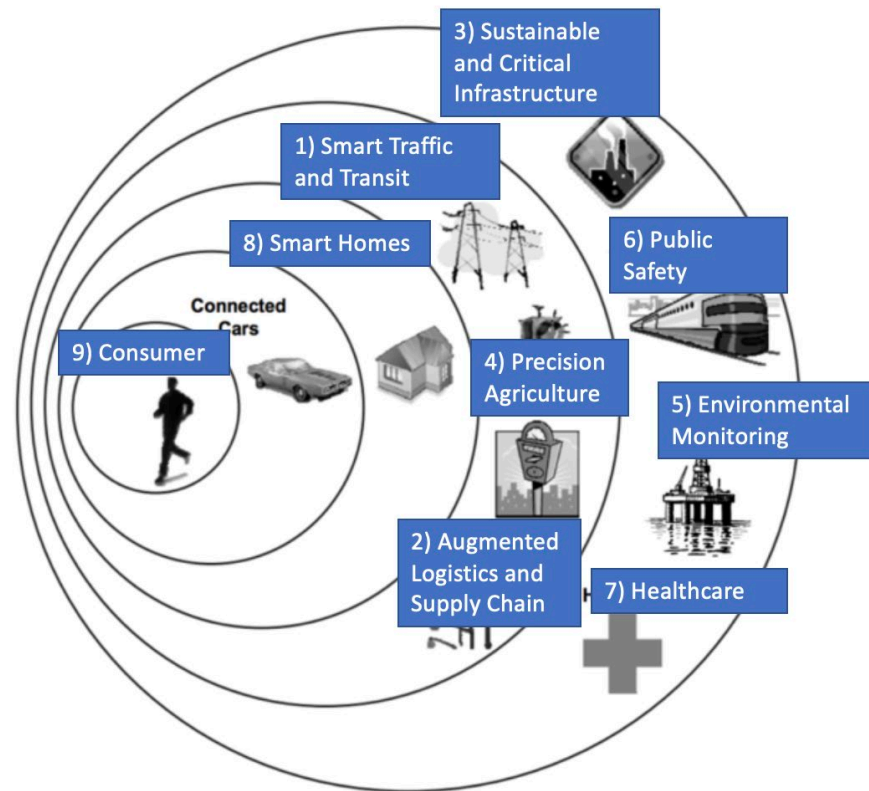 3) Sustainable
and Critical
Infrastructure
1) Smart Traffic
and Transit
8) Smart Homes
6) Public
Safety
Connected
Cars
9) Consumer
4) Precision
Agriculture
5) Environmental
Monitoring
2) Augmented
Logistics and
Supply Chain
7) Healthcare